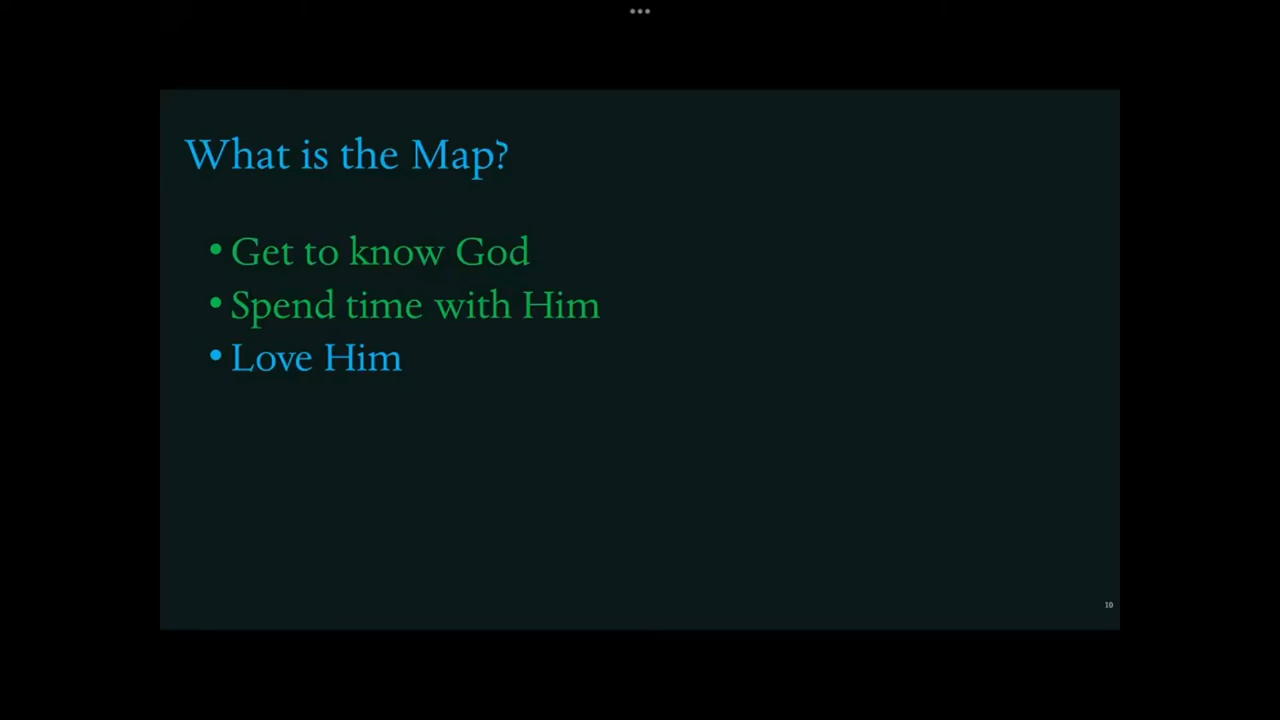 What is the Map?
• Get to know God
• Spend time with Him
• Love Him
10